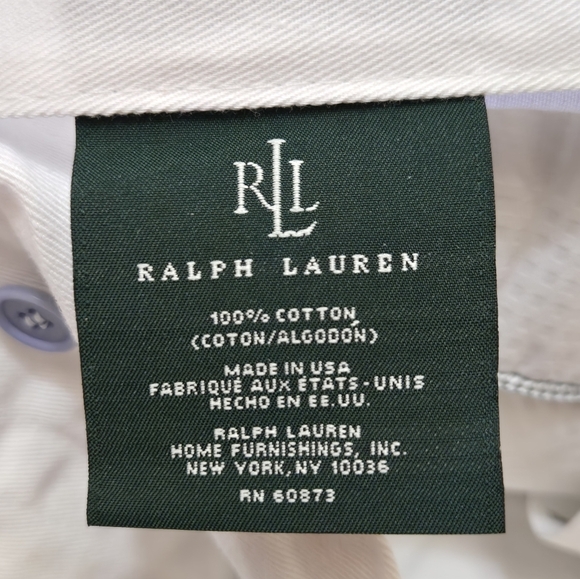 RLL
RALPH LAUREN
100% COTTON
(COTON/ALGODÓN)
MADE IN USA
FABRIQUÉ AUX ÉTATS-UNIS
HECHO EN EE.UU.
RALPH LAUREN
HOME FURNISHINGS, INC.
NEW YORK, NY 10036
RN 60873